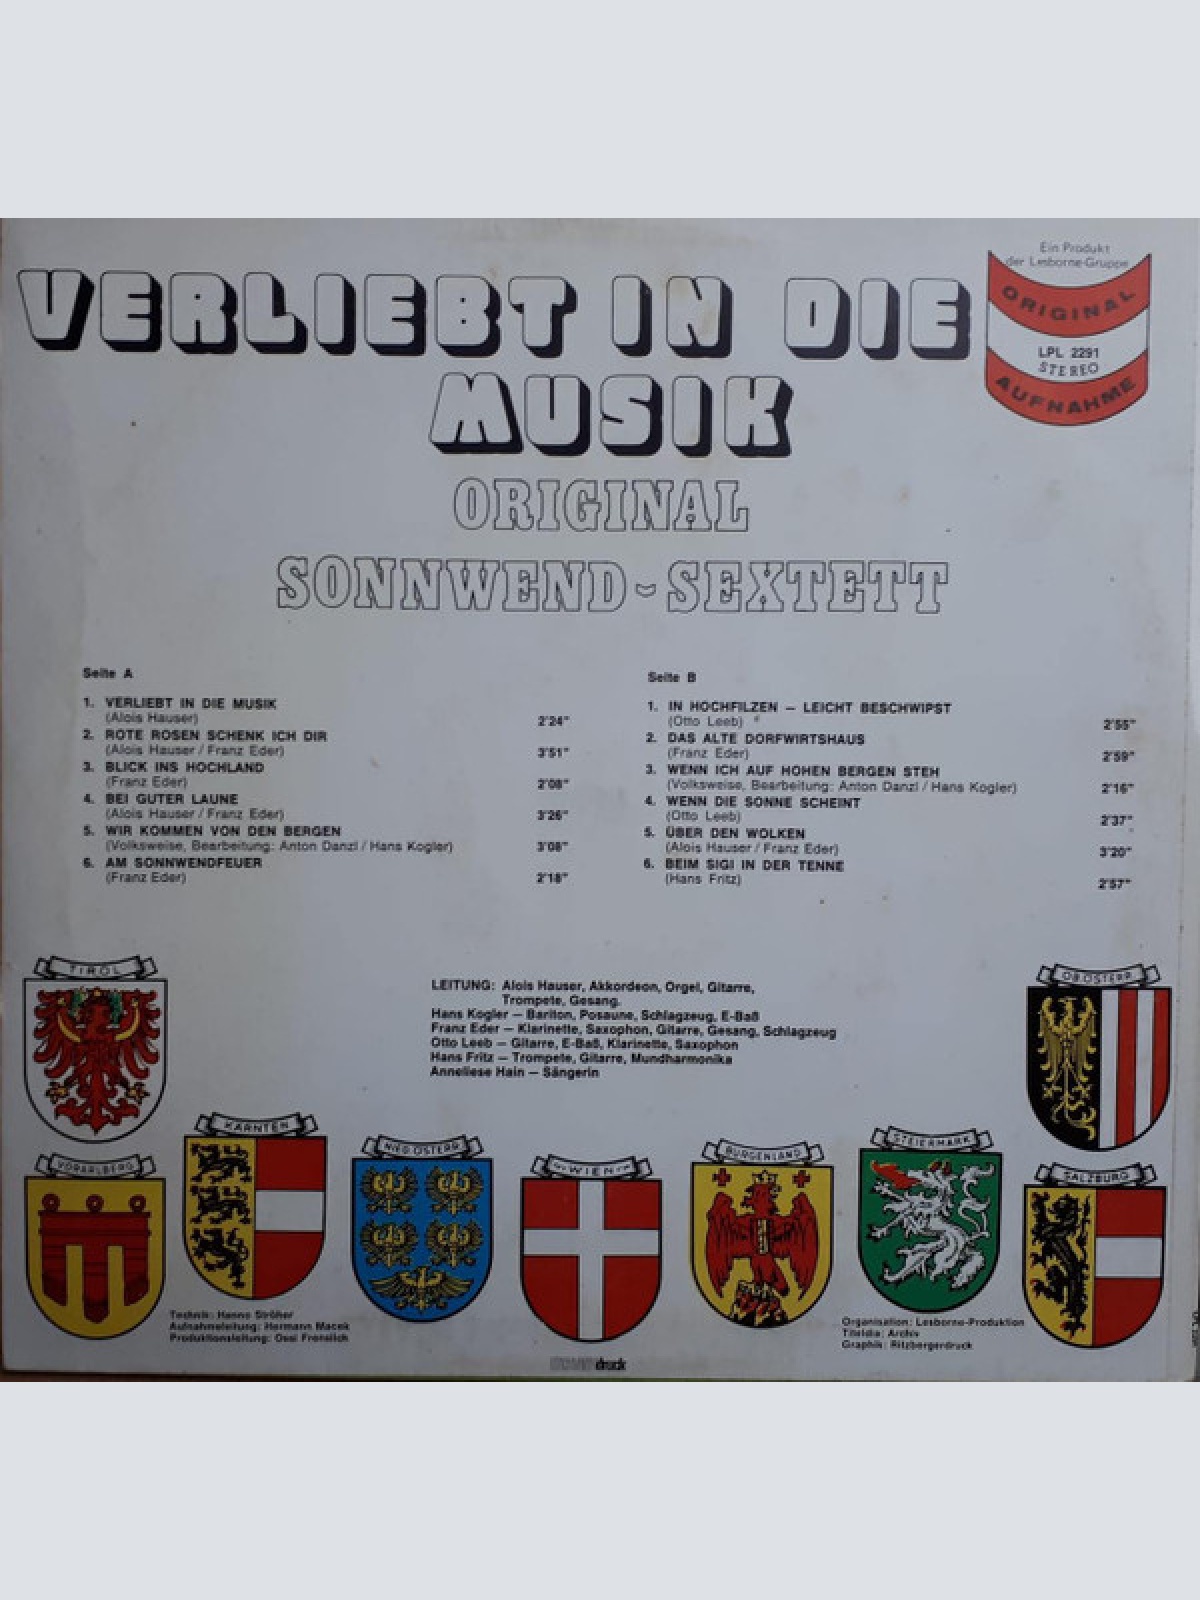 Ein Produkt
der Lesborne-Gruppe
ORIGINAL
LPL 2291
STEREO
AUFNAHME
VERLIEBT IN DIE
MUSIK
ORIGINAL
SONNWEND-SEXTETT
Seite A
1. VERLIEBT IN DIE MUSIK
(Alois Hauser) 2'24"
2. ROTE ROSEN SCHENK ICH DIR
(Alois Hauser / Franz Eder) 3'51"
3. BLICK INS HOCHLAND
(Franz Eder) 2'08"
4. BEI GUTER LAUNE
(Alois Hauser / Franz Eder) 3'26"
5. WIR KOMMEN VON DEN BERGEN
(Volksweise, Bearbeitung: Anton Danzl / Hans Kogler) 3'08"
6. AM SONNWENDFEUER
(Franz Eder) 2'18"
Seite B
1. IN HOCHFILZEN – LEICHT BESCHWIPST
(Otto Leeb) 2'55"
2. DAS ALTE DORFWIRTSHAUS
(Franz Eder) 2'59"
3. WENN ICH AUF HOHEN BERGEN STEH
(Volksweise, Bearbeitung: Anton Danzl / Hans Kogler) 2'16"
4. WENN DIE SONNE SCHEINT
(Otto Leeb) 2'37"
5. ÜBER DEN WOLKEN
(Alois Hauser / Franz Eder) 3'20"
6. BEIM SIGI IN DER TENNE
(Hans Fritz) 2'57"
LEITUNG: Alois Hauser, Akkordeon, Orgel, Gitarre,
Trompete, Gesang.
Hans Kogler – Bariton, Posaune, Schlagzeug, E-Baß
Franz Eder – Klarinette, Saxophon, Gitarre, Gesang, Schlagzeug
Otto Leeb – Gitarre, E-Baß, Klarinette, Saxophon
Hans Fritz – Trompete, Gitarre, Mundharmonika
Anneliese Hain – Sängerin
TIROL
OB.ÖSTERR.
VORARLBERG
KÄRNTEN
NIED.ÖSTERR.
WIEN
BURGENLAND
STEIERMARK
SALZBURG
Technik: Hanno Ströher
Aufnahmeleitung: Hermann Macek
Produktionsleitung: Ossi Frenslich
Organisation: Lesborne-Produktion
Titeldia: Archiv
Graphik: Ritzbergerdruck
druck